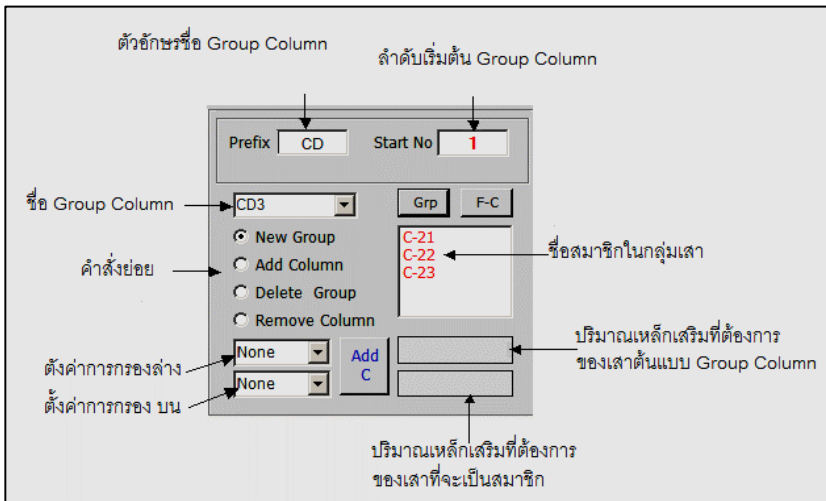 ตัวอักษรชื่อ Group Column
ลำดับเริ่มต้น Group Column
Prefix CD Start No 1
ชื่อ Group Column
CD3
Grp F-C
New Group
Add Column
Delete Group
Remove Column
คำสั่งย่อย
C-21
C-22
C-23
ชื่อสมาชิกในกลุ่มเสา
None
None
Add
C
ตังค่าการกรองล่าง
ตั้งค่าการกรอง บน
ปริมาณเหล็กเสริมที่ต้องการ
ของเสาต้นแบบ Group Column
ปริมาณเหล็กเสริมที่ต้องการ
ของเสาที่จะเป็นสมาชิก